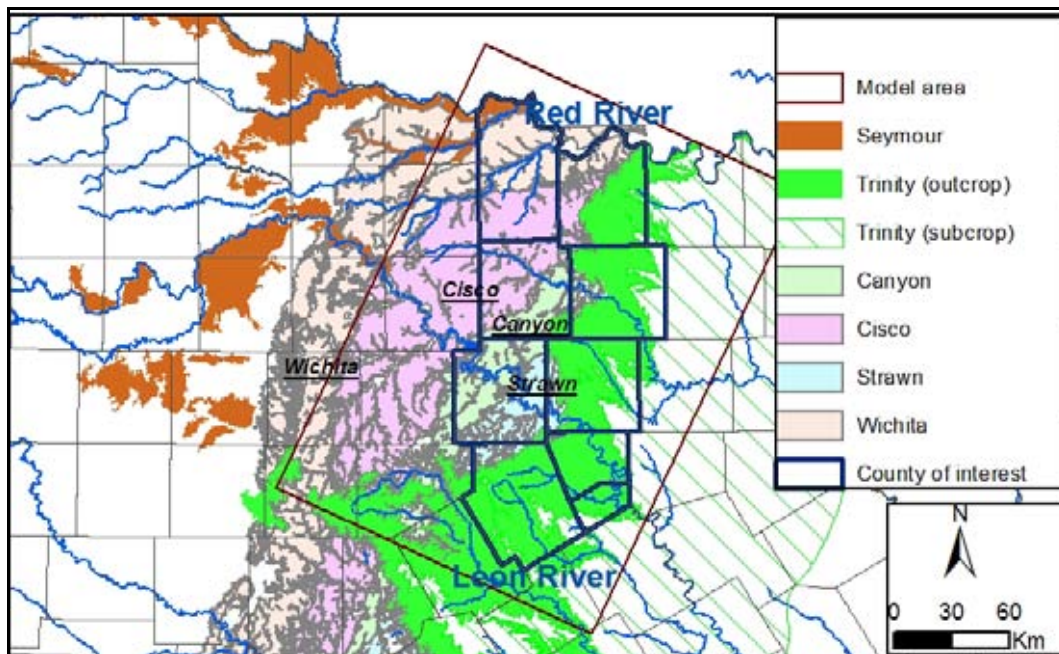 Red River
Cisco
Canyon
Wichita
Strawn
Leon River
Model area
Seymour
Trinity (outcrop)
Trinity (subcrop)
Canyon
Cisco
Strawn
Wichita
County of interest
N
0 30 60
Km